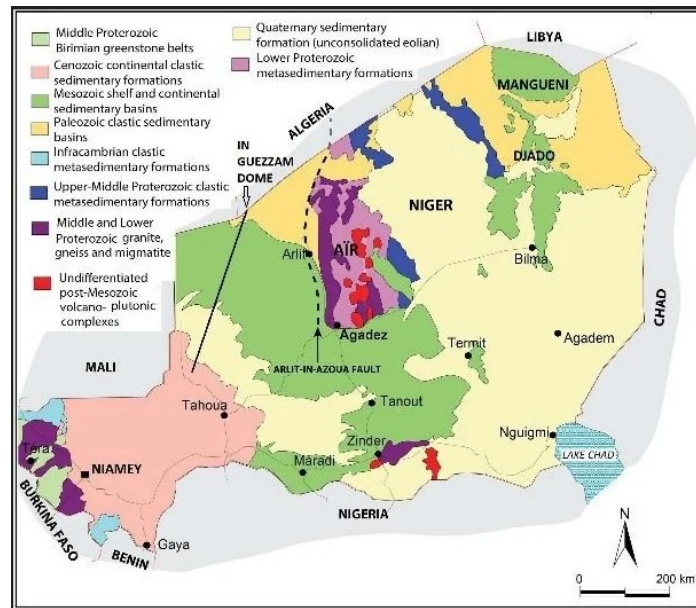 Middle Proterozoic
Birimian greenstone belts
Cenozoic continental clastic
sedimentary formations
Mesozoic shelf and continental
sedimentary basins
Paleozoic clastic sedimentary
basins
Infracambrian clastic
metasedimentary formations
Upper-Middle Proterozoic clastic
metasedimentary formations
Middle and Lower
Proterozoic granite,
gneiss and migmatite
Undifferentiated
post-Mesozoic
volcano-plutonic
complexes
Quaternary sedimentary
formation (unconsolidated eolian)
Lower Proterozoic
metasedimentary formations
LIBYA
MANGUENI
ALGERIA
IN
GUEZZAM
DOME
DJADO
NIGER
AÏR
Arlit
Bilma
CHAD
Agadez
Termit
Agadem
MALI
ARLIT-IN-AZOUA FAULT
Tahoua
Tanout
Nguigmi
Zinder
LAKE CHAD
Téra
NIAMEY
Maradi
BURKINA FASO
NIGERIA
BENIN
Gaya
N
0 200 km